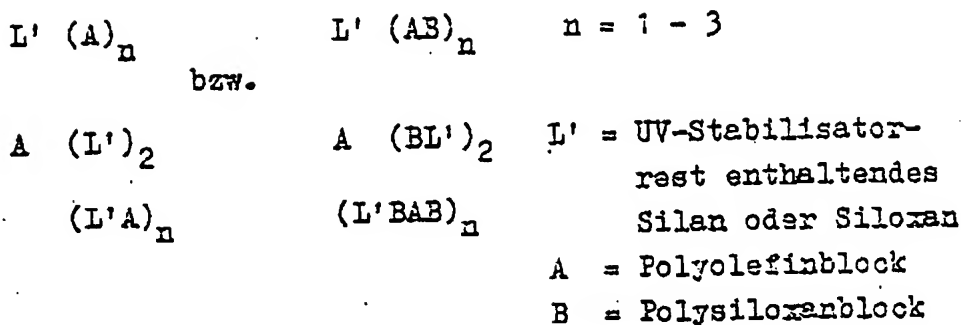 L' (A)n L' (AB)n n = 1 - 3
bzw.
A (L')2 A (BL')2 L' = UV-Stabilisator-
rest enthaltendes
(L'A)n (L'BAB)n Silan oder Siloxan
A = Polyolefinblock
B = Polysiloxanblock